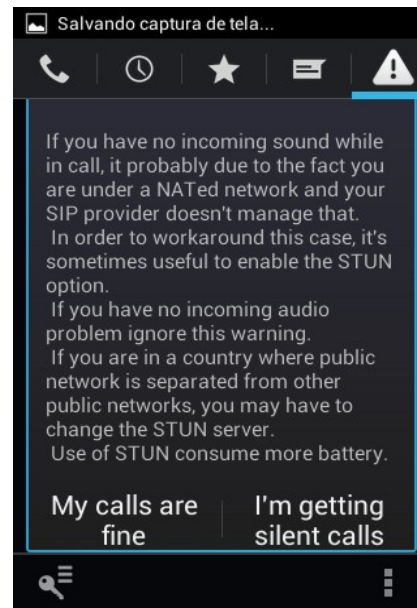 Salvando captura de tela...
If you have no incoming sound while
in call, it probably due to the fact you
are under a NATed network and your
SIP provider doesn't manage that.
In order to workaround this case, it's
sometimes useful to enable the STUN
option.
If you have no incoming audio
problem ignore this warning.
If you are in a country where public
network is separated from other
public networks, you may have to
change the STUN server.
Use of STUN consume more battery.
My calls are
fine
I'm getting
silent calls